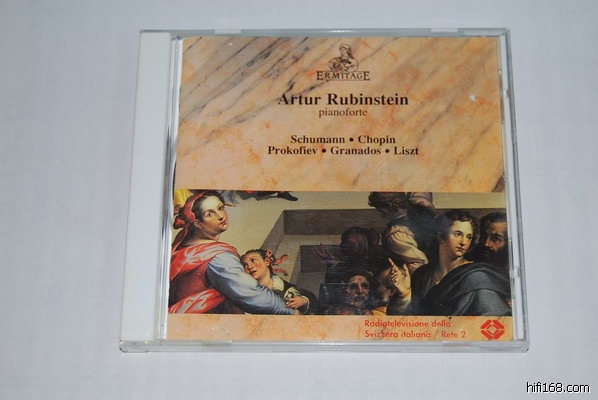 ERMITAGE
Artur Rubinstein
pianoforte
Schumann • Chopin
Prokofiev • Granados • Liszt
Radiotelevisione della
Svizzera italiana / Rete 2
hifi168.com